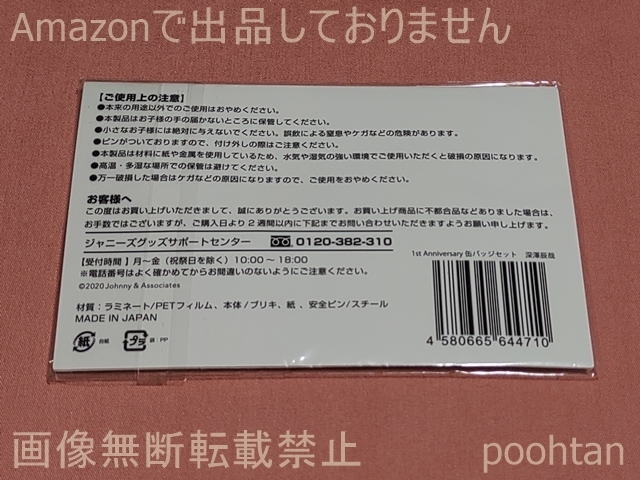 Amazonで出品しておりません
【ご使用上の注意】
●本来の用途以外でのご使用はおやめください。
●本製品はお子様の手の届かないところに保管してください。
●小さなお子様には絶対に与えないでください。誤飲による窒息やケガなどの危険があります。
●ピンがついておりますので、付け外しの際はご注意ください。
●本製品は材料に紙や金属を使用しているため、水気や湿気の強い環境でご使用いただくと破損の原因になります。
●高温・多湿な場所での保管は避けてください。
●万一破損した場合はケガなどの原因になりますので、ご使用をおやめください。
お客様へ
この度はお買い上げいただきまして、誠にありがとうございます。お買い上げ商品に不都合品などありました場合は、
お手数ではございますが、ご購入日より2週間以内に下記までお問い合わせいただきますようお願い申し上げます。
ジャニーズグッズサポートセンター 0120-382-310
【受付時間】月〜金（祝祭日を除く）10:00 〜 18:00
※電話番号はよく確かめてからお間違いのないようにご注意ください。
©2020 Johnny & Associates
1st Anniversary 缶バッジセット 深澤辰哉
材質：ラミネート/PETフィルム、本体/ブリキ、紙、安全ピン/スチール
MADE IN JAPAN
紙 台紙 プラ 袋：PP
4 580665 644710
画像無断転載禁止 poohtan